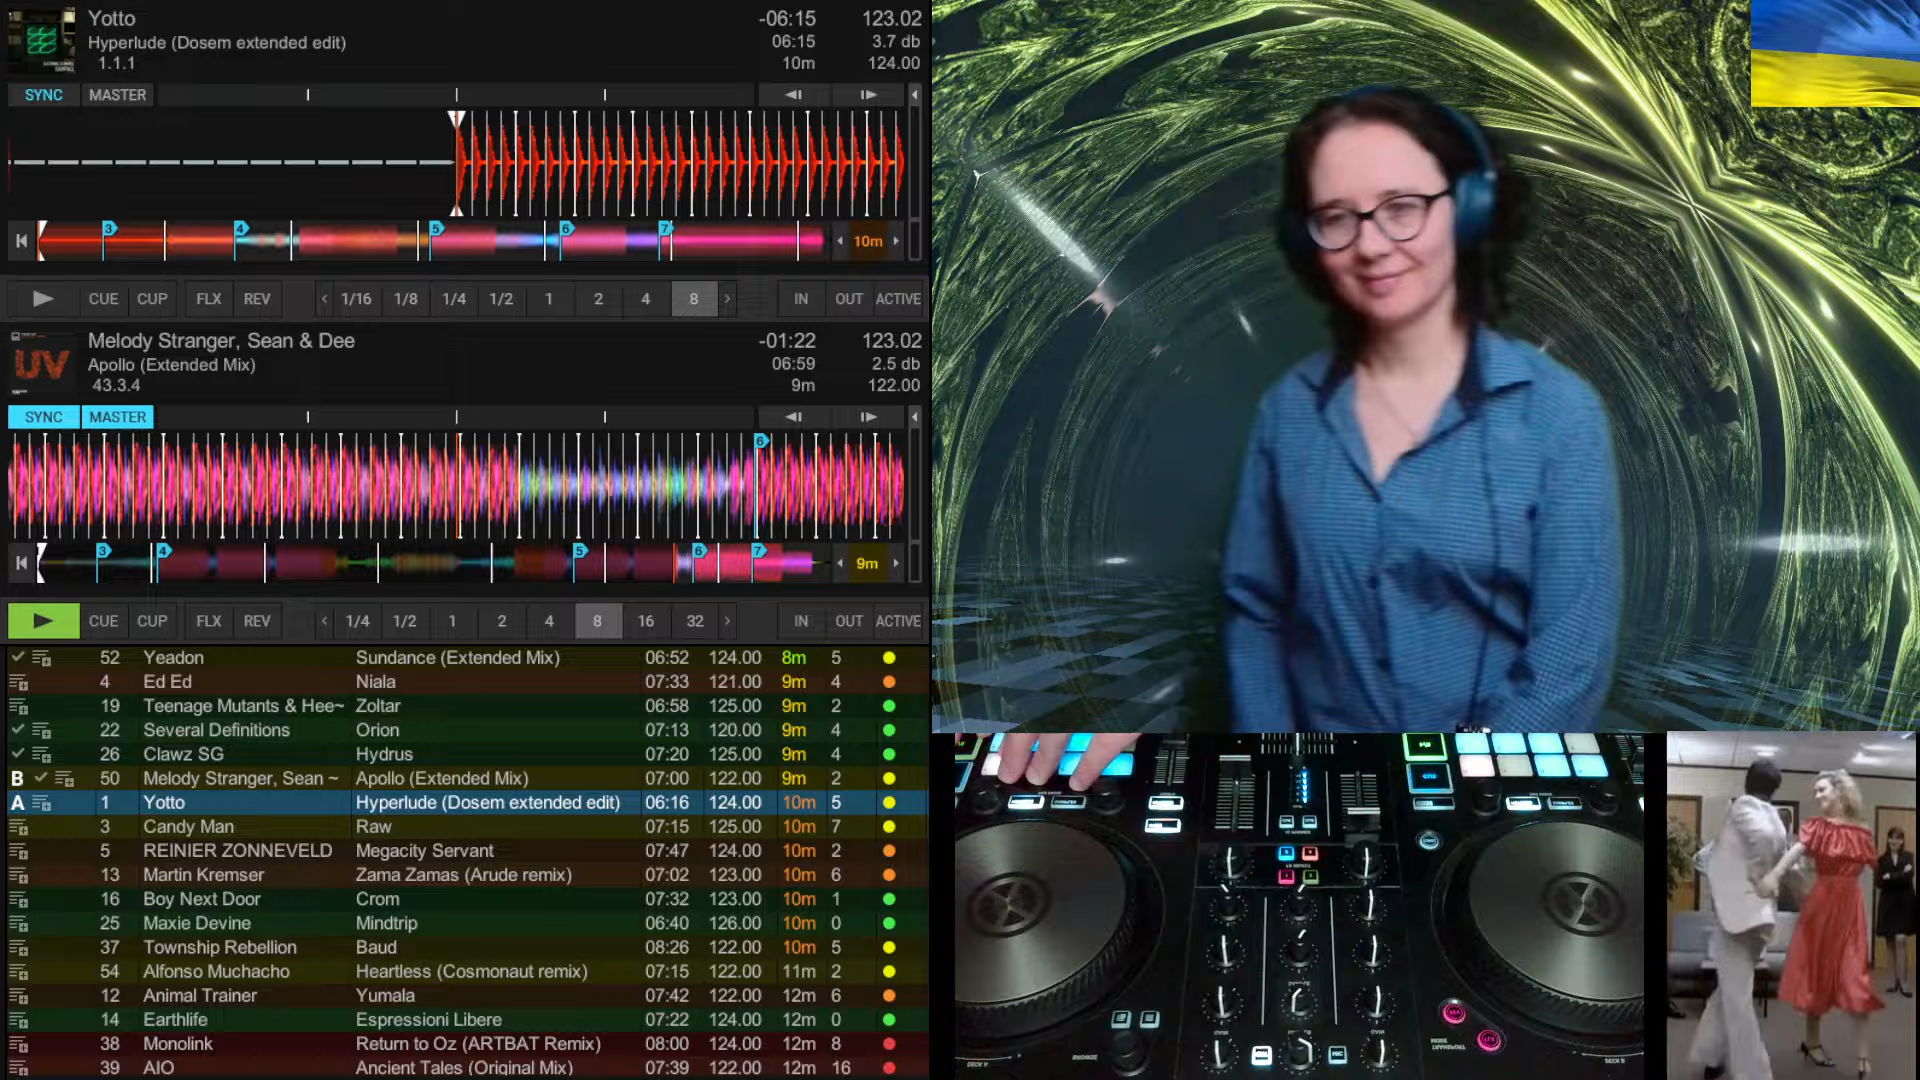 Yotto -06:15 123.02
Hyperlude (Dosem extended edit) 06:15 3.7 db
1.1.1 10m 124.00
SYNC MASTER
3 4 5 6 7 10m
CUE CUP FLX REV 1/16 1/8 1/4 1/2 1 2 4 8 IN OUT ACTIVE
UV
Melody Stranger, Sean & Dee -01:22 123.02
Apollo (Extended Mix) 06:59 2.5 db
43.3.4 9m 122.00
SYNC MASTER
6
3 4 5 6 7 9m
CUE CUP FLX REV 1/4 1/2 1 2 4 8 16 32 IN OUT ACTIVE
52 Yeadon Sundance (Extended Mix) 06:52 124.00 8m 5
4 Ed Ed Niala 07:33 121.00 9m 4
19 Teenage Mutants & Hee~ Zoltar 06:58 125.00 9m 2
22 Several Definitions Orion 07:13 120.00 9m 4
26 Clawz SG Hydrus 07:20 125.00 9m 4
B 50 Melody Stranger, Sean ~ Apollo (Extended Mix) 07:00 122.00 9m 2
A 1 Yotto Hyperlude (Dosem extended edit) 06:16 124.00 10m 5
3 Candy Man Raw 07:15 125.00 10m 7
5 REINIER ZONNEVELD Megacity Servant 07:47 124.00 10m 2
13 Martin Kremser Zama Zamas (Arude remix) 07:02 123.00 10m 6
16 Boy Next Door Crom 07:32 123.00 10m 1
25 Maxie Devine Mindtrip 06:40 126.00 10m 0
37 Township Rebellion Baud 08:26 122.00 10m 5
54 Alfonso Muchacho Heartless (Cosmonaut remix) 07:15 122.00 11m 2
12 Animal Trainer Yumala 07:42 122.00 12m 6
14 Earthlife Espressioni Libere 07:22 124.00 12m 0
38 Monolink Return to Oz (ARTBAT Remix) 08:00 124.00 12m 8
39 AIO Ancient Tales (Original Mix) 07:39 122.00 12m 16